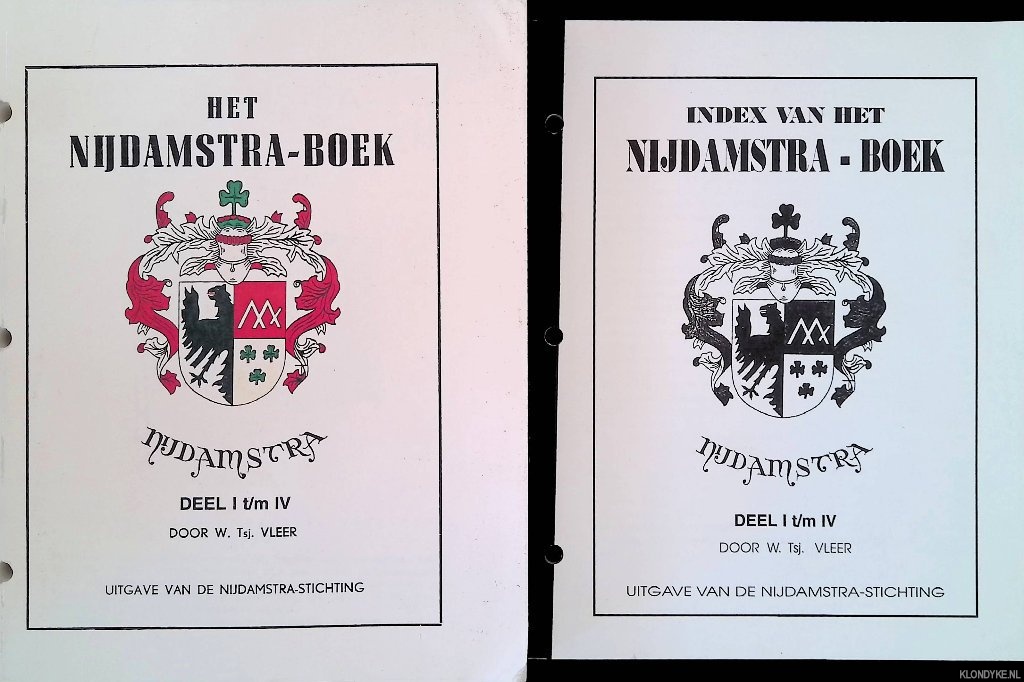 HET
NIJDAMSTRA-BOEK
NIJDAMSTRA
DEEL I t/m IV
DOOR W. Tsj. VLEER
UITGAVE VAN DE NIJDAMSTRA-STICHTING
INDEX VAN HET
NIJDAMSTRA - BOEK
NIJDAMSTRA
DEEL I t/m IV
DOOR W. Tsj. VLEER
UITGAVE VAN DE NIJDAMSTRA-STICHTING
KLONDYKE.NL